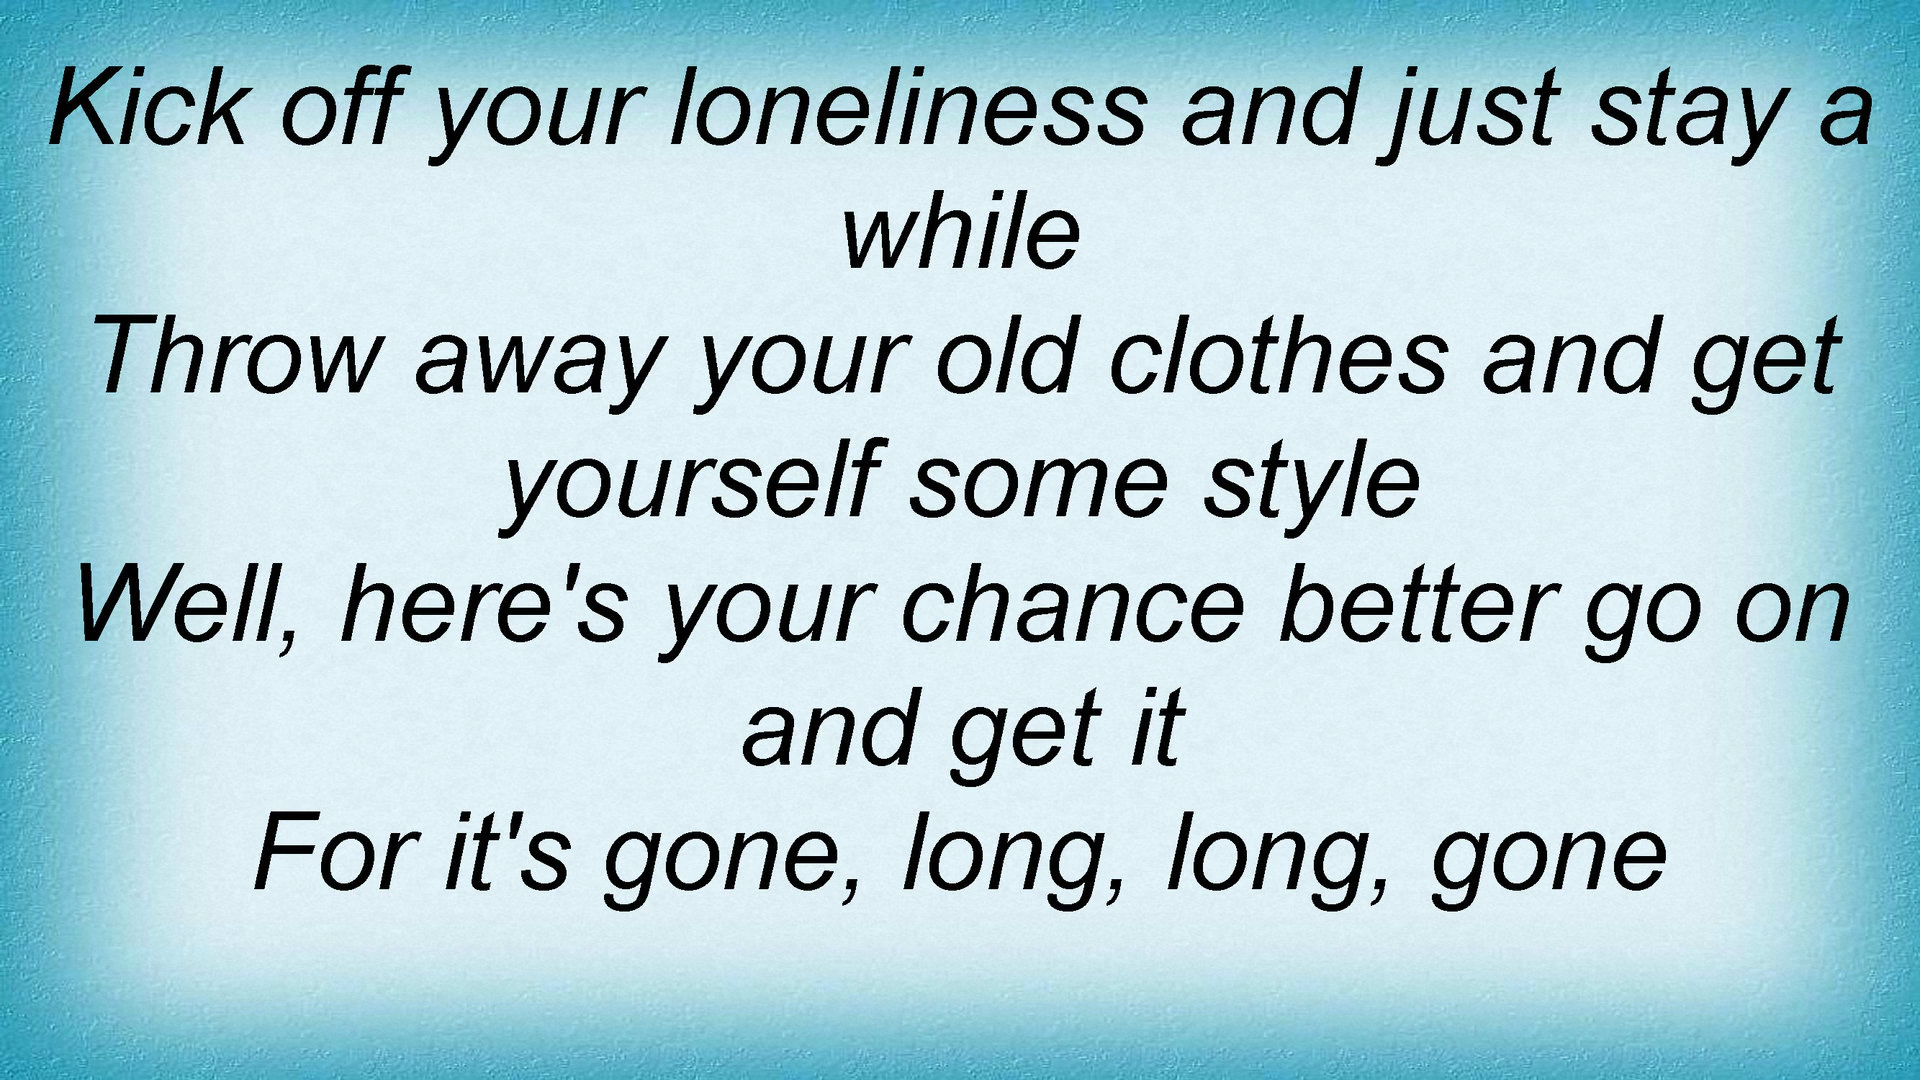 Kick off your loneliness and just stay a
while
Throw away your old clothes and get
yourself some style
Well, here's your chance better go on
and get it
For it's gone, long, long, gone